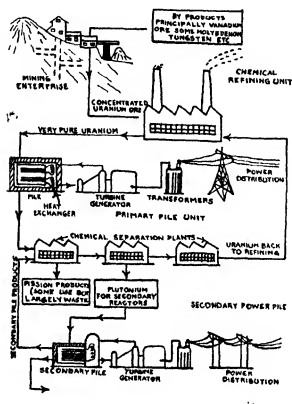 BY PRODUCTS
PRINCIPALLY VANADIUM
ORE SOME MOLYBDENUM
TUNGSTEN ETC
MINING
ENTERPRISE
CHEMICAL
REFINING UNIT
CONCENTRATED
URANIUM ORE
VERY PURE URANIUM
PILE
HEAT
EXCHANGER
TURBINE
GENERATOR
TRANSFORMERS
POWER
DISTRIBUTION
PRIMARY PILE UNIT
CHEMICAL SEPARATION PLANTS
URANIUM BACK
TO REFINING
FISSION PRODUCTS
(SOME USE BUT
LARGELY WASTE
PLUTONIUM
FOR SECONDARY
REACTORS
SECONDARY PILE PRODUCTS
SECONDARY POWER PILE
SECONDARY PILE
TURBINE
GENERATOR
POWER
DISTRIBUTION